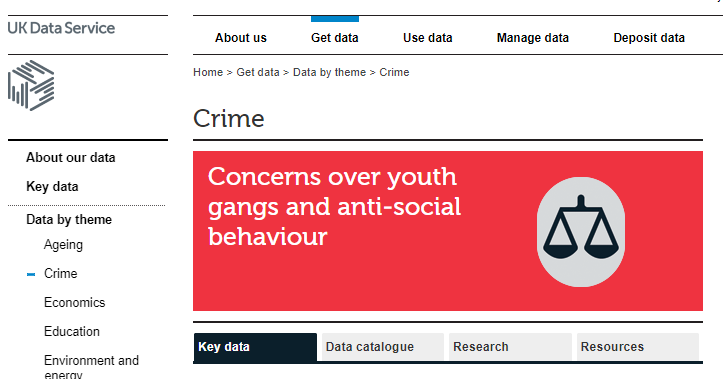 UK Data Service
About us
Get data
Use data
Manage data
Deposit data
Home > Get data > Data by theme > Crime
Crime
About our data
Key data
Data by theme
Ageing
Crime
Economics
Education
Environment and
energy
Concerns over youth
gangs and anti-social
behaviour
Key data
Data catalogue
Research
Resources